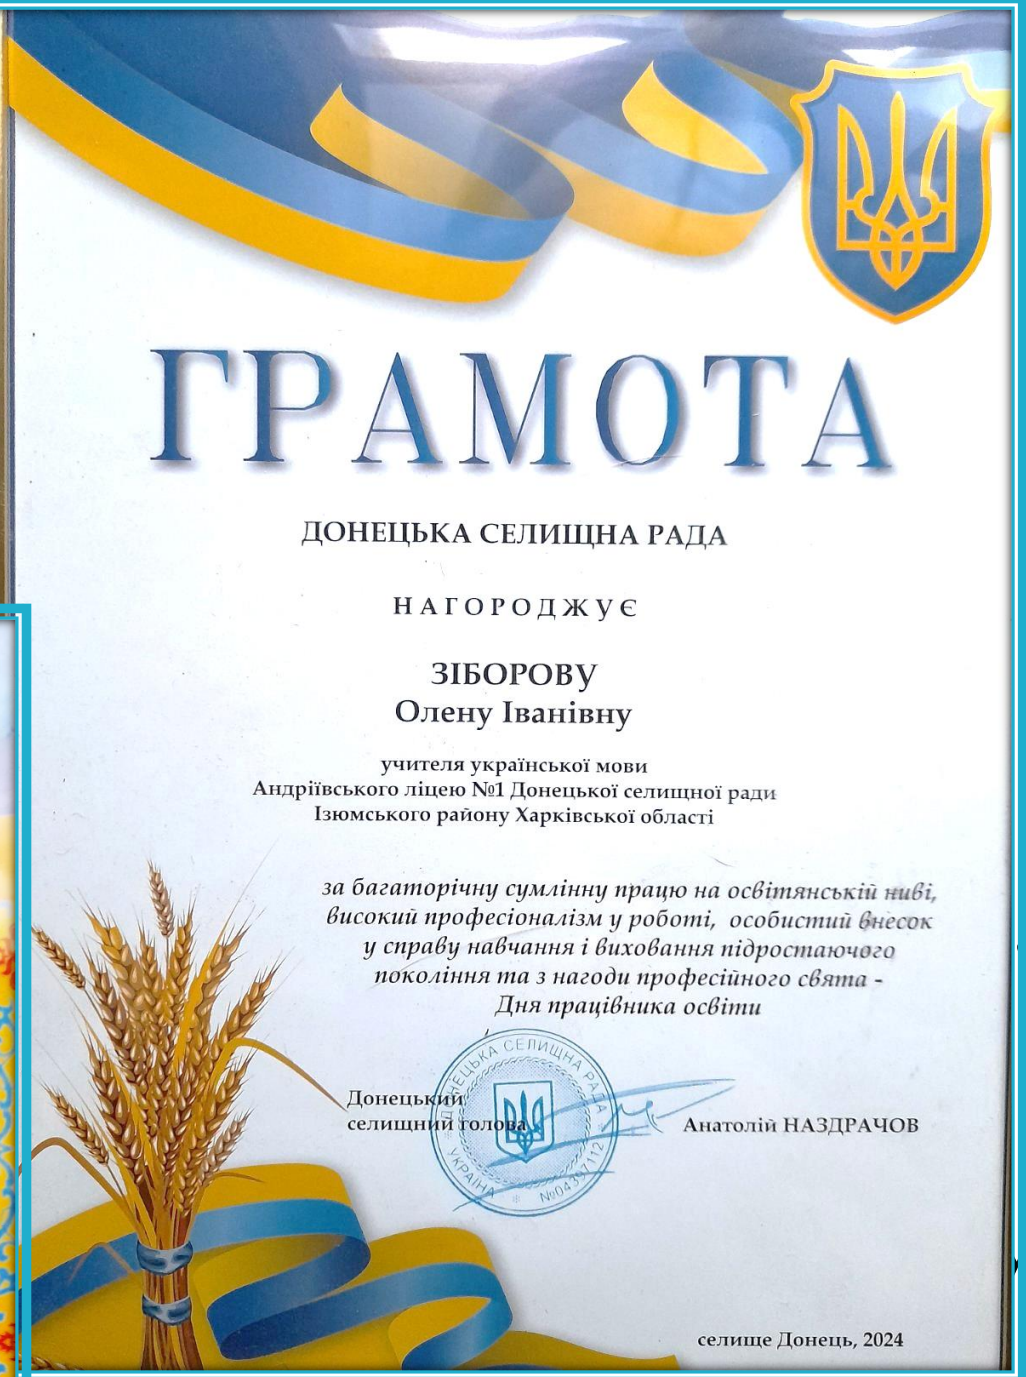 ГРАМОТА
ДОНЕЦЬКА СЕЛИЩНА РАДА
НАГОРОДЖУЄ
ЗІБОРОВУ
Олену Іванівну
учителя української мови
Андріївського ліцею №1 Донецької селищної ради
Ізюмського району Харківської області
за багаторічну сумлінну працю на освітянській ниві,
високий професіоналізм у роботі, особистий внесок
у справу навчання і виховання підростаючого
покоління та з нагоди професійного свята -
Дня працівника освіти
Донецький
селищний голова
Анатолій НАЗДРАЧОВ
ДОНЕЦЬКА СЕЛИЩНА РАДА
УКРАЇНА * №04397112
селище Донець, 2024